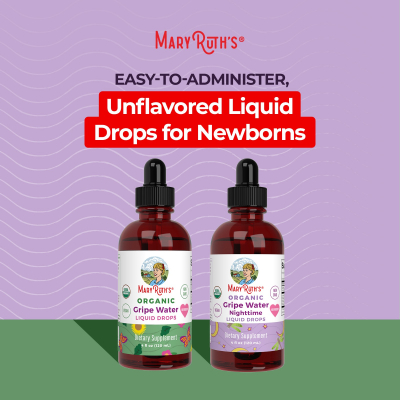 MARYRUTH'S®
EASY-TO-ADMINISTER,
Unflavored Liquid
Drops for Newborns
MARYRUTH'S®
ORGANIC
Gripe Water
LIQUID DROPS
Dietary Supplement
MARYRUTH'S®
ORGANIC
Gripe Water
Nighttime
LIQUID DROPS
Dietary Supplement